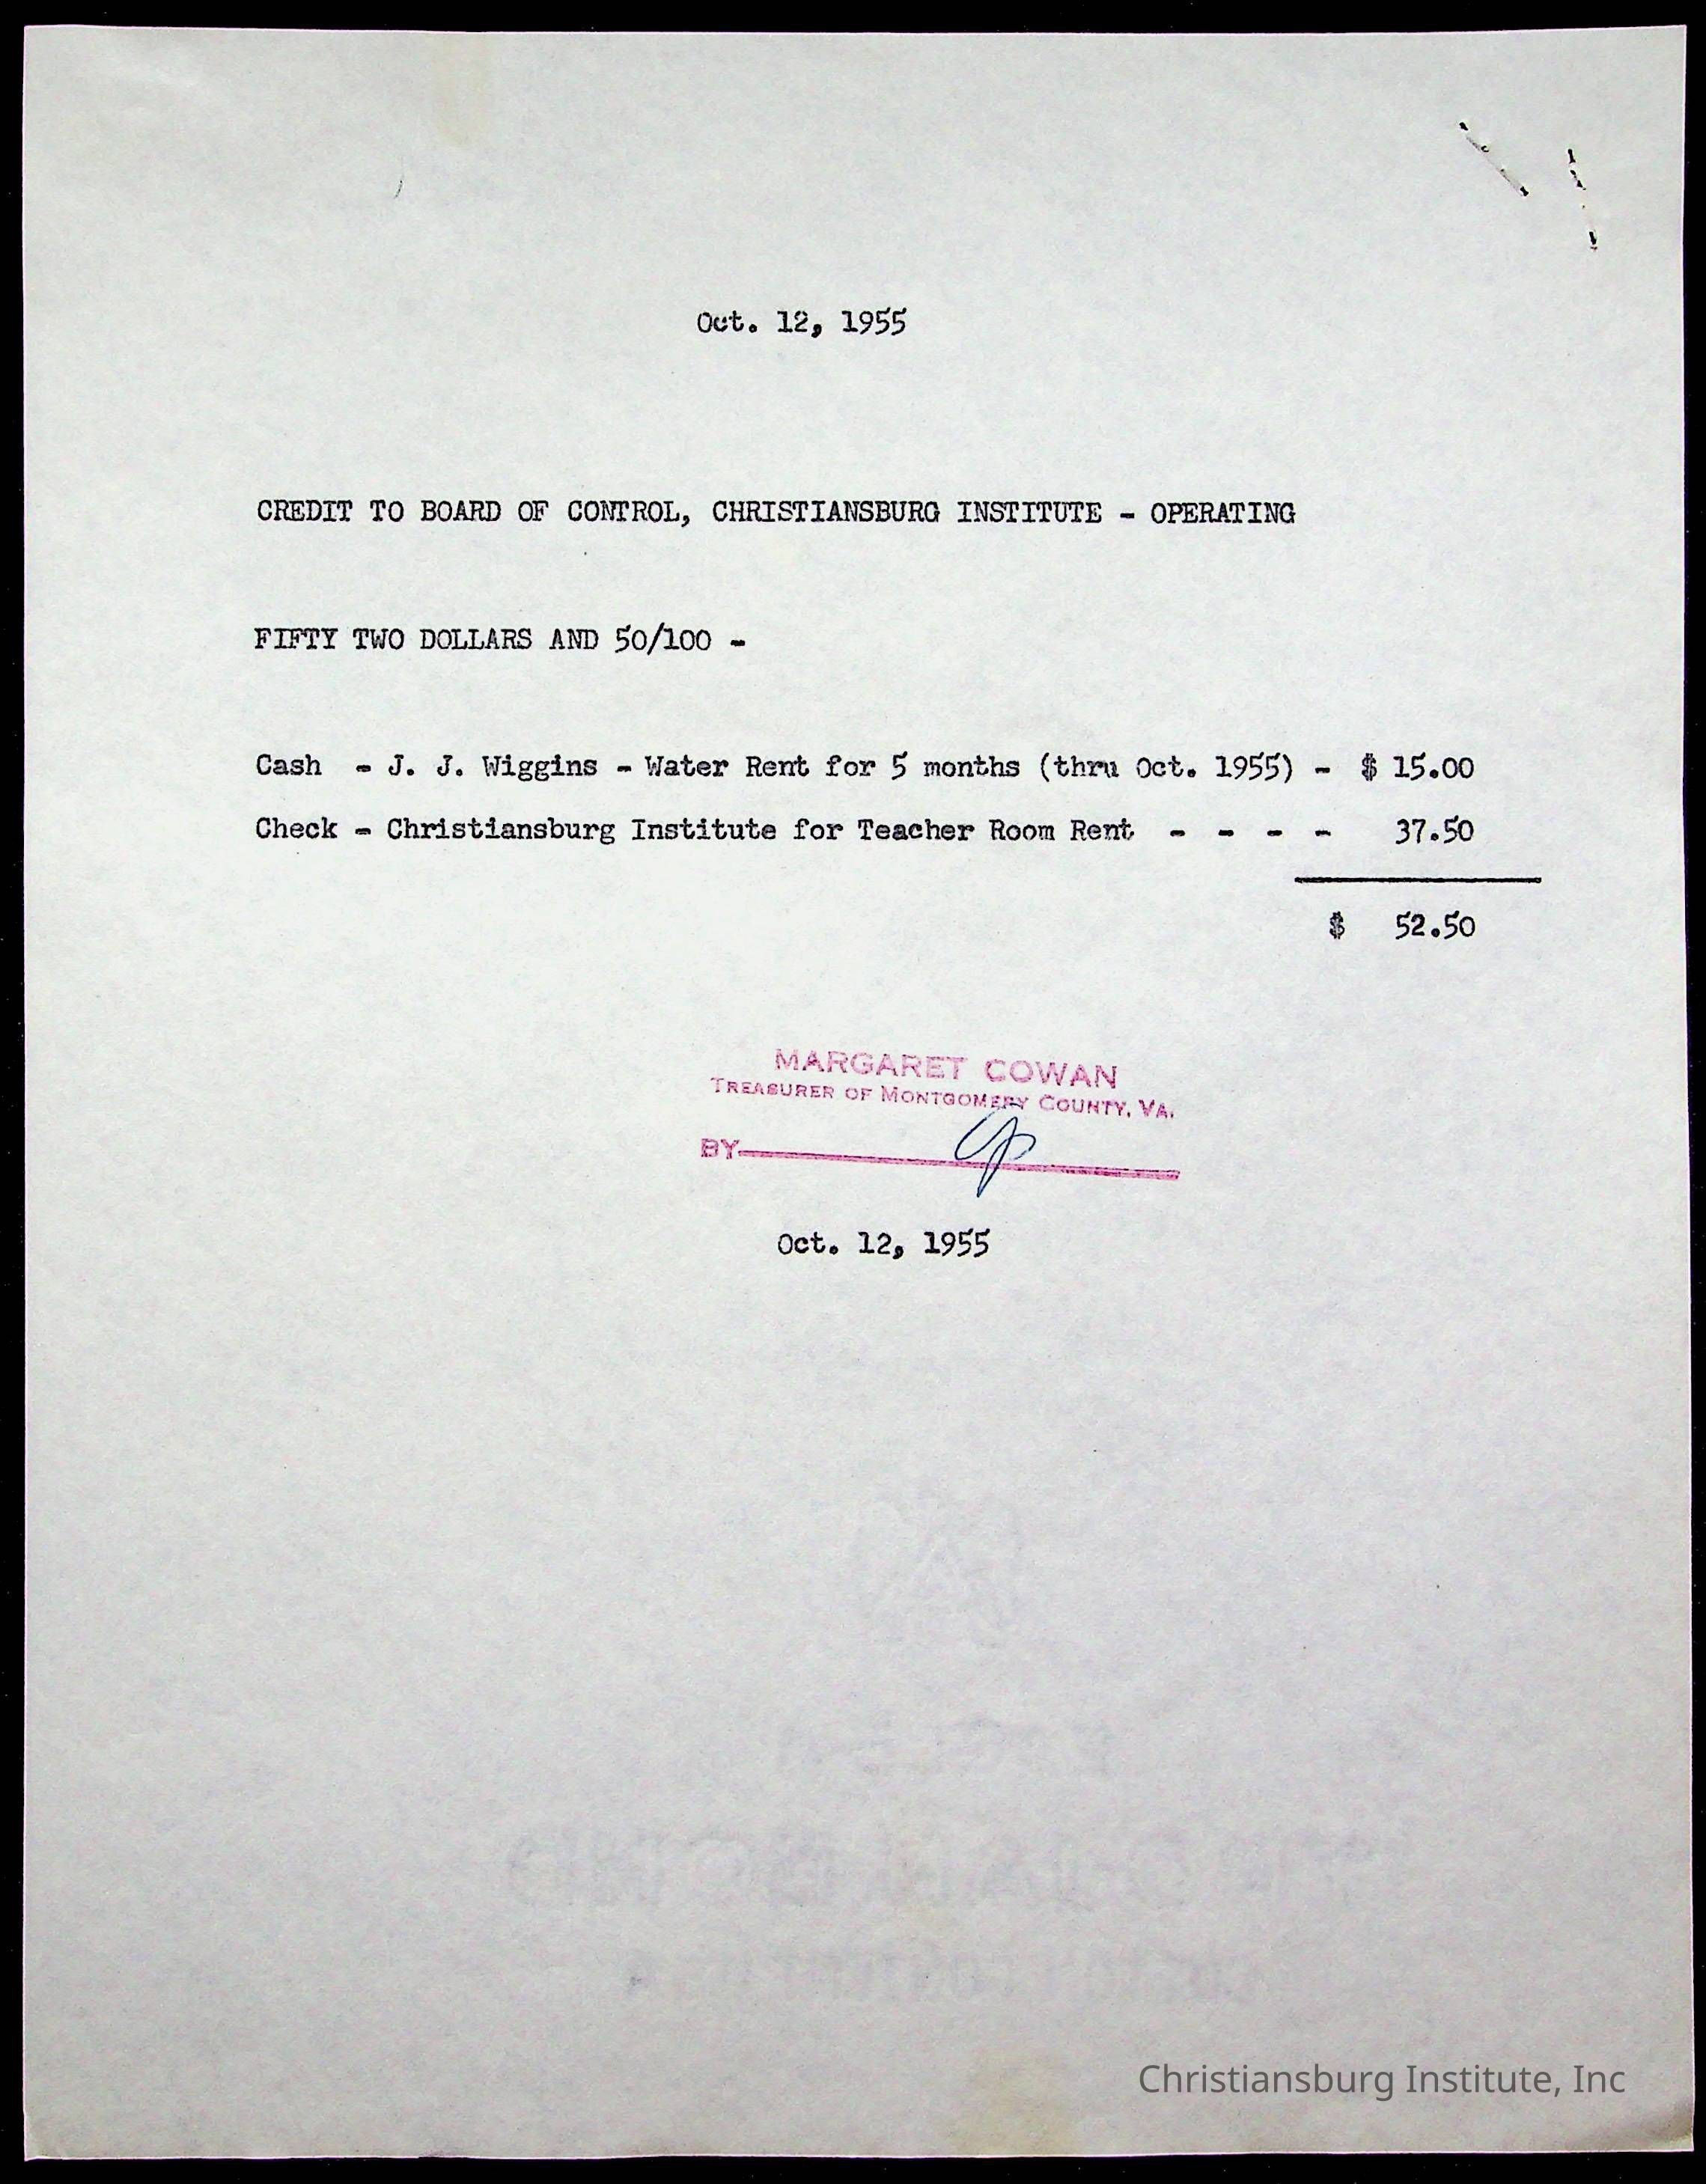 Oct. 12, 1955
CREDIT TO BOARD OF CONTROL, CHRISTIANSBURG INSTITUTE - OPERATING
FIFTY TWO DOLLARS AND 50/100 -
Cash - J. J. Wiggins - Water Rent for 5 months (thru Oct. 1955) - $ 15.00
Check - Christiansburg Institute for Teacher Room Rent - - - - 37.50
$ 52.50
MARGARET COWAN
TREASURER OF MONTGOMERY COUNTY, VA.
BY
Oct. 12, 1955
Christiansburg Institute, Inc